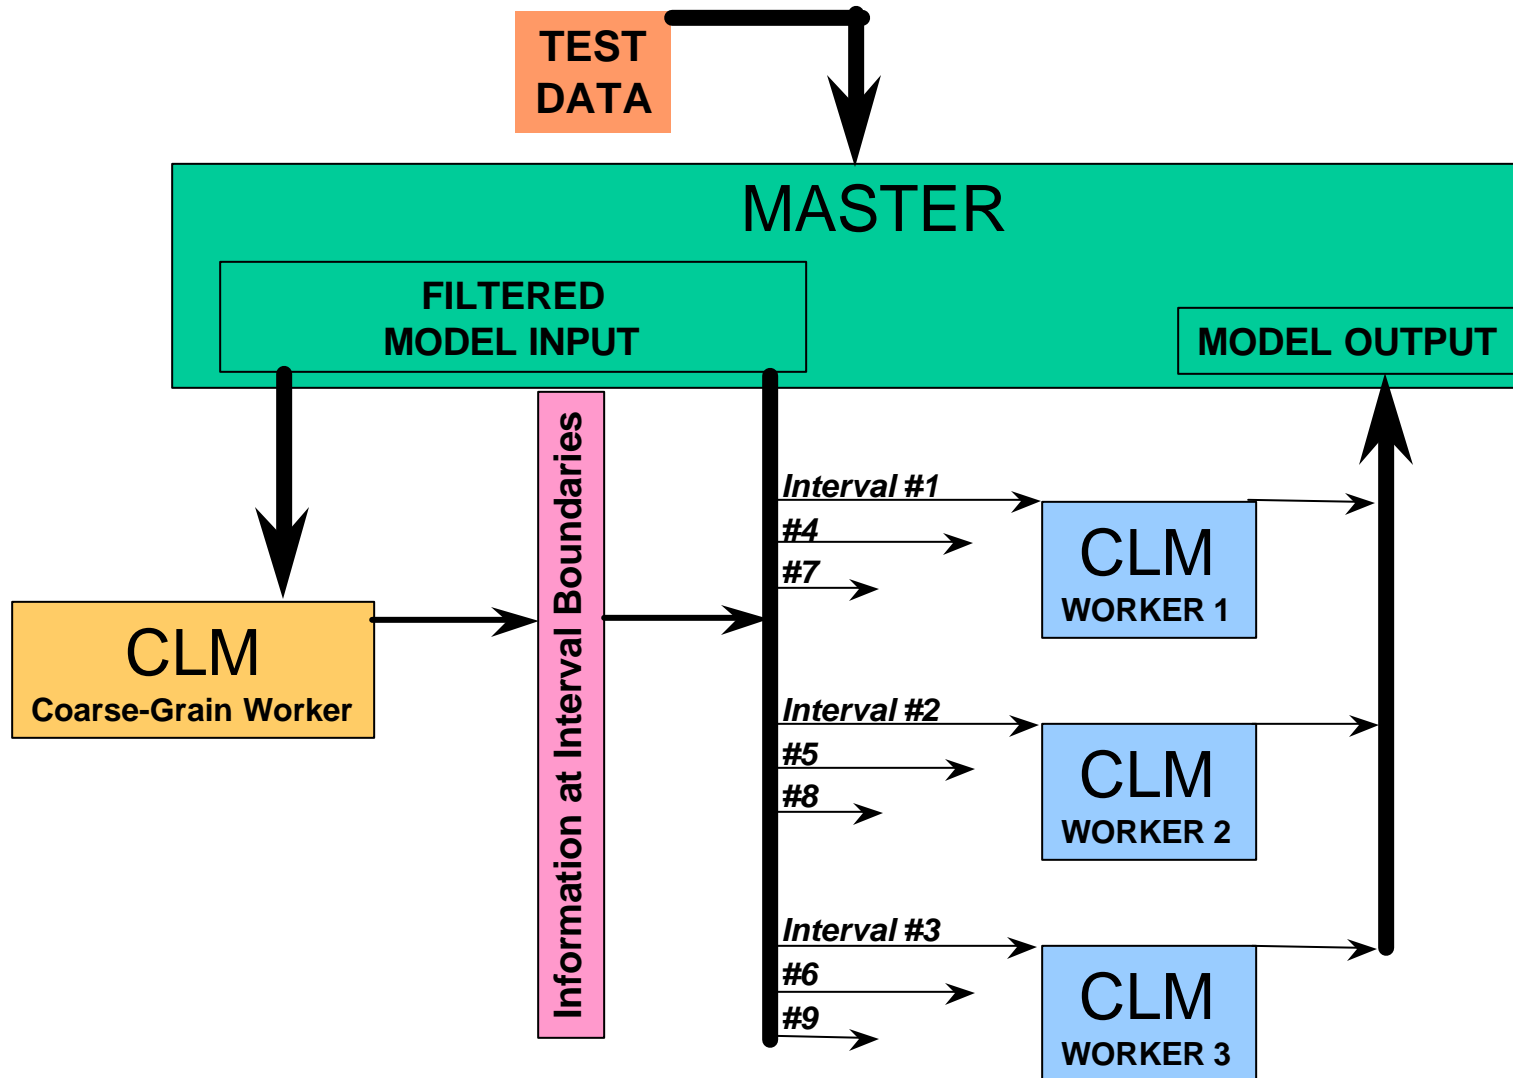 TEST
DATA
MASTER
FILTERED
MODEL INPUT
MODEL OUTPUT
Information at Interval Boundaries
CLM
Coarse-Grain Worker
Interval #1
#4
#7
CLM
WORKER 1
Interval #2
#5
#8
CLM
WORKER 2
Interval #3
#6
#9
CLM
WORKER 3